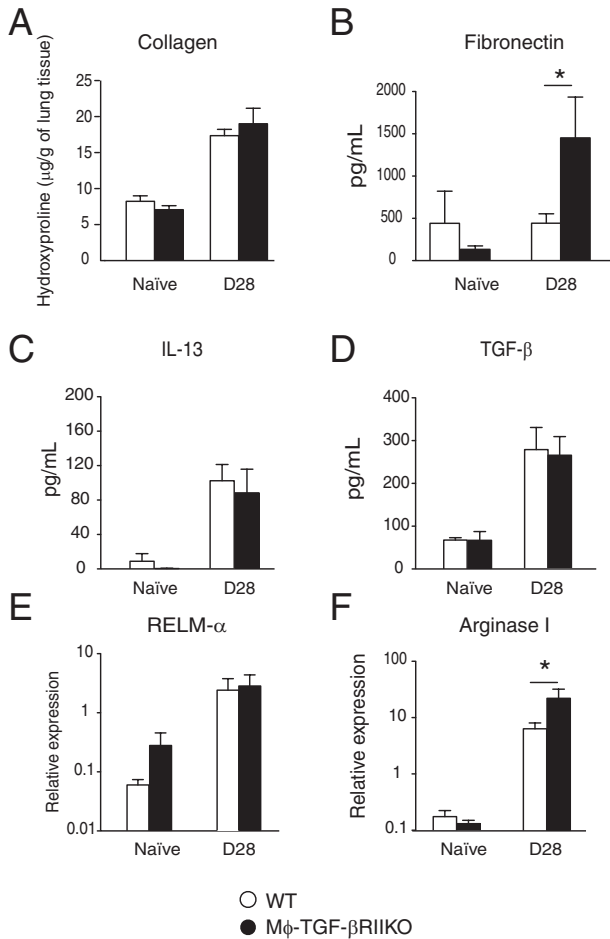 A
Collagen
Hydroxyproline (µg/g of lung tissue)
25
20
15
10
5
0
Naïve
D28
B
Fibronectin
*
pg/mL
2000
1500
1000
500
0
Naïve
D28
C
IL-13
pg/mL
200
160
120
80
40
0
Naïve
D28
D
TGF-β
pg/mL
400
300
200
100
0
Naïve
D28
E
RELM-α
Relative expression
10
1
0.1
0.01
Naïve
D28
F
Arginase I
*
Relative expression
100
10
1
0.1
Naïve
D28
WT
Mϕ-TGF-βRIIKO